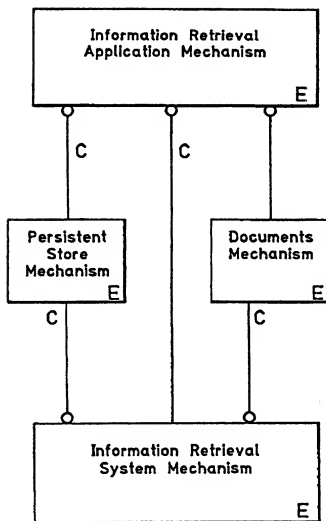 Information Retrieval
Application Mechanism
E
C
C
Persistent
Store
Mechanism
E
Documents
Mechanism
E
C
C
Information Retrieval
System Mechanism
E